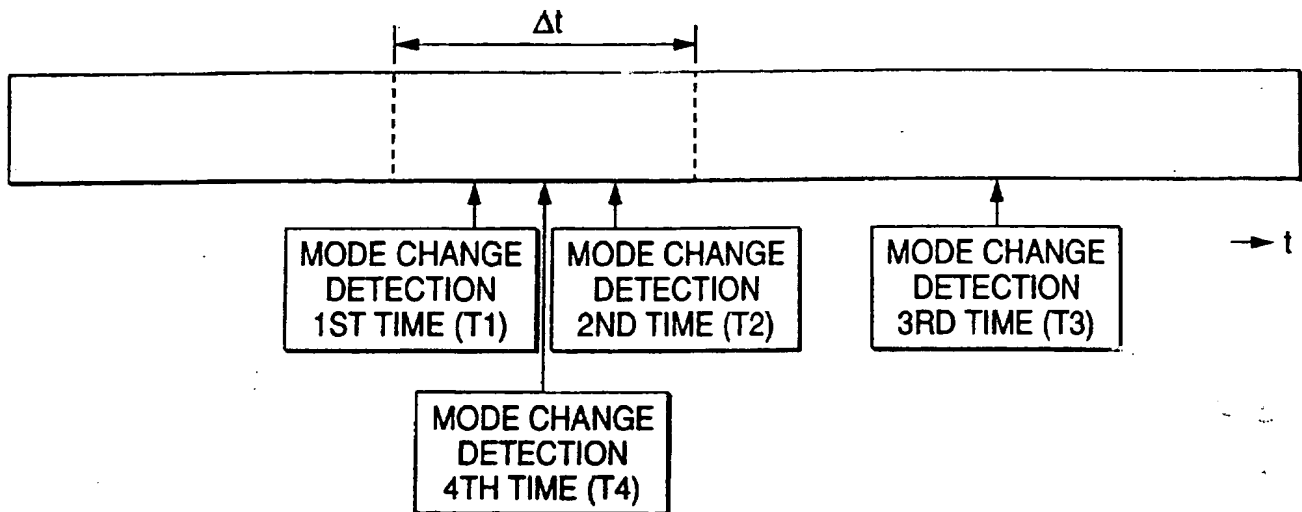 Δt
MODE CHANGE
DETECTION
1ST TIME (T1)
MODE CHANGE
DETECTION
2ND TIME (T2)
MODE CHANGE
DETECTION
3RD TIME (T3)
t
MODE CHANGE
DETECTION
4TH TIME (T4)